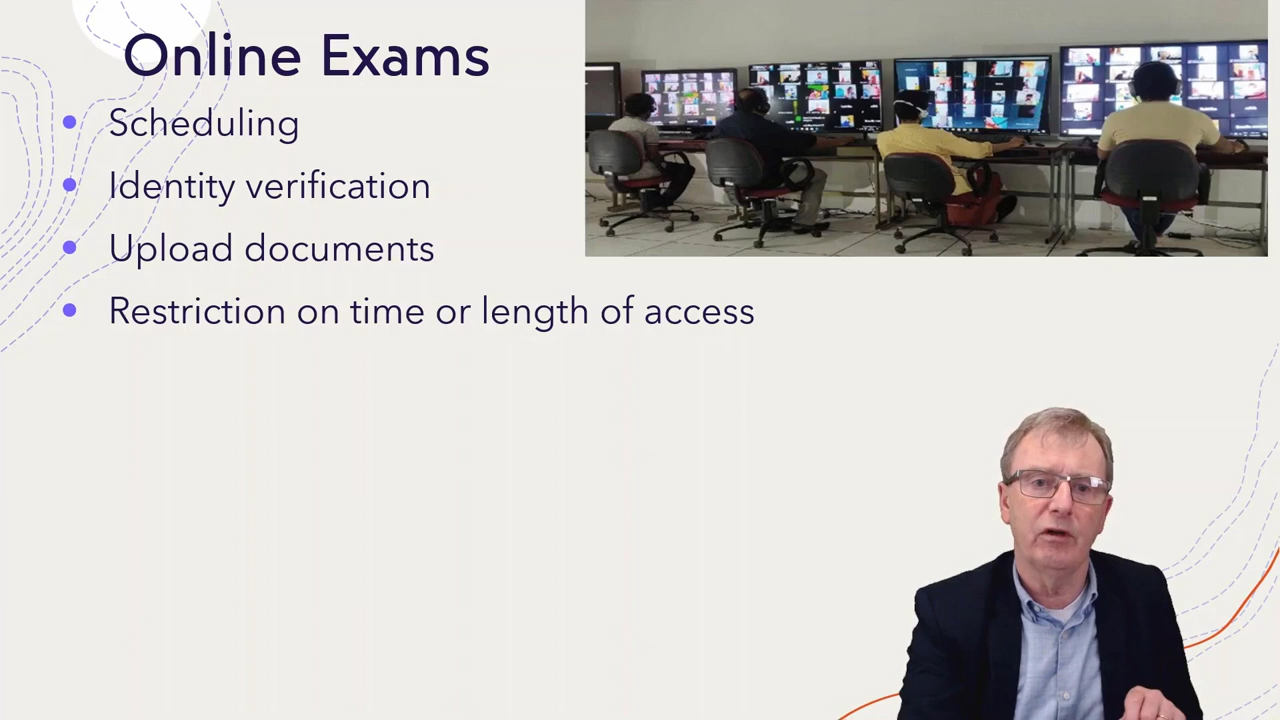 Online Exams
Scheduling
Identity verification
Upload documents
Restriction on time or length of access